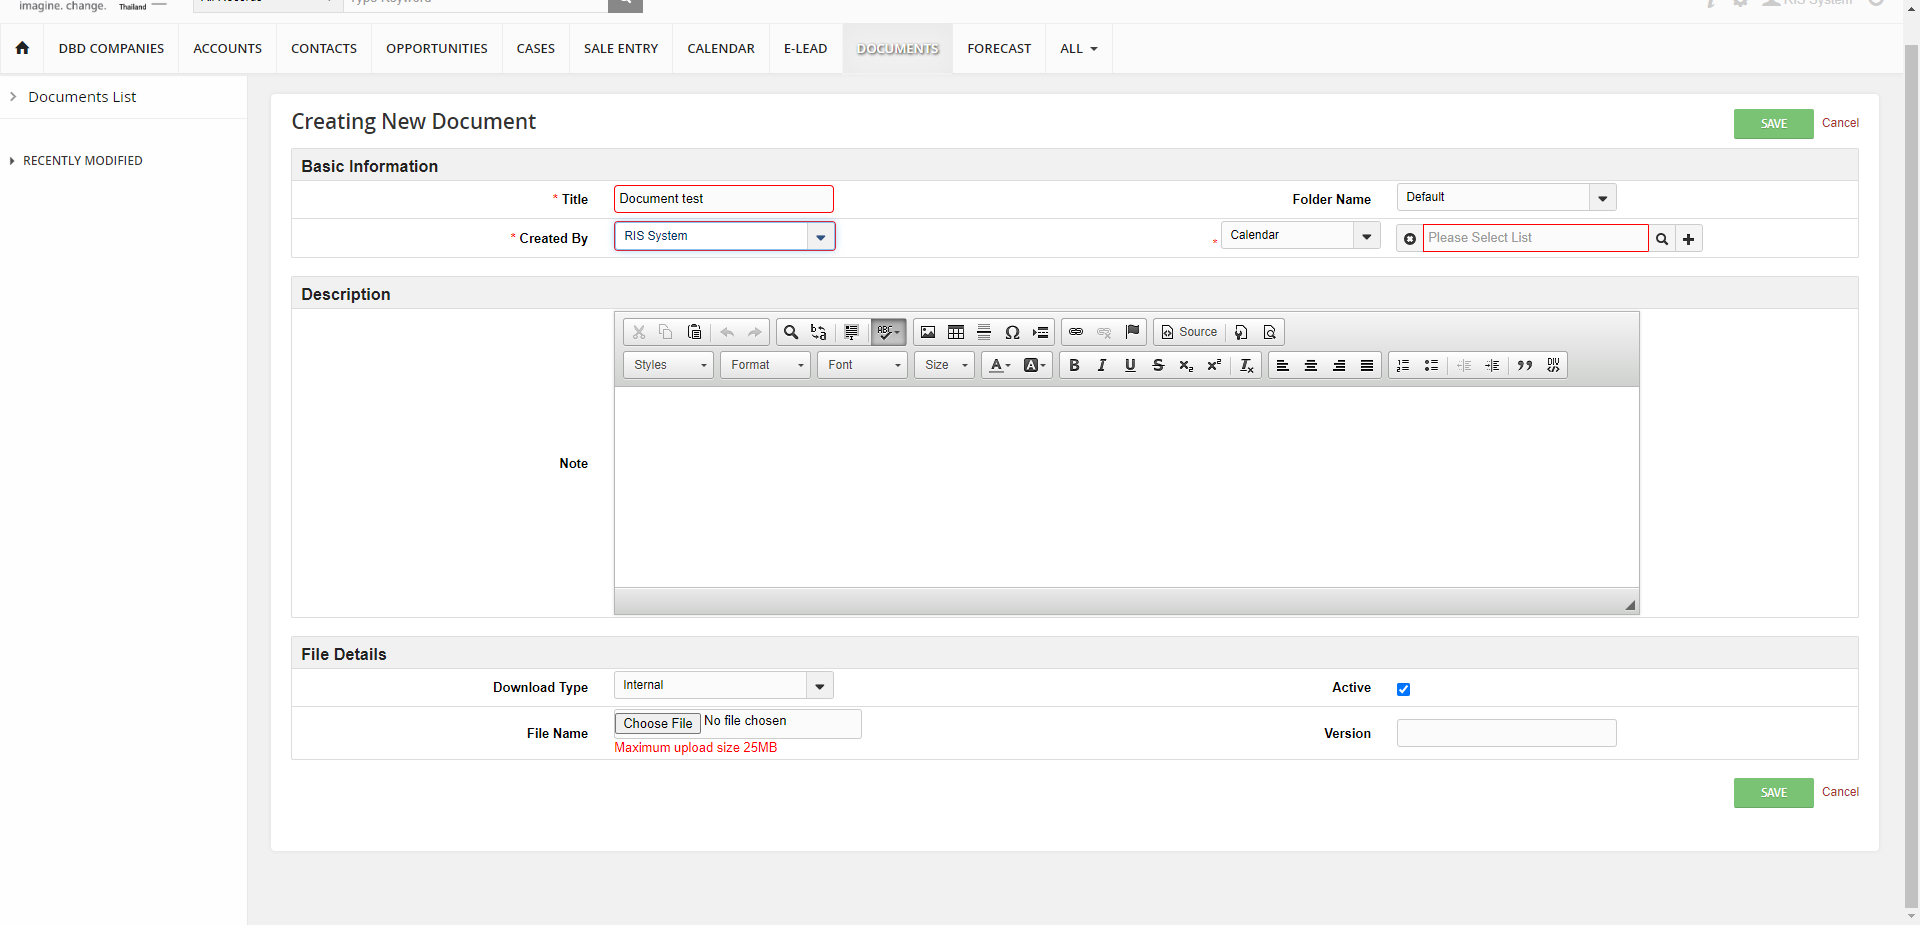 imagine. change. Thailand
RIS System
DBD COMPANIES ACCOUNTS CONTACTS OPPORTUNITIES CASES SALE ENTRY CALENDAR E-LEAD DOCUMENTS FORECAST ALL
Documents List
RECENTLY MODIFIED
Creating New Document
SAVE Cancel
Basic Information
* Title Document test Folder Name Default
* Created By RIS System * Calendar Please Select List
Description
Source
Styles Format Font Size
Note
File Details
Download Type Internal Active
File Name Choose File No file chosen Version
Maximum upload size 25MB
SAVE Cancel